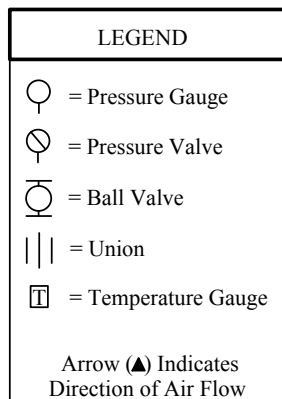 LEGEND
= Pressure Gauge
= Pressure Valve
= Ball Valve
= Union
T = Temperature Gauge
Arrow (▲) Indicates
Direction of Air Flow